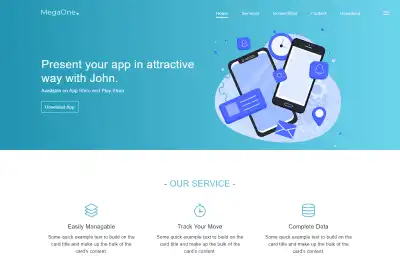 MegaOne.
Home Services Screenshots Contact Download
Present your app in attractive
way with John.
Available on App Store and Play Store
Download App
- OUR SERVICE -
Easily Managable Track Your Move Complete Data
Some quick example text to build on the Some quick example text to build on the Some quick example text to build on the
card title and make up the bulk of the card title and make up the bulk of the card title and make up the bulk of the
card's content. card's content. card's content.